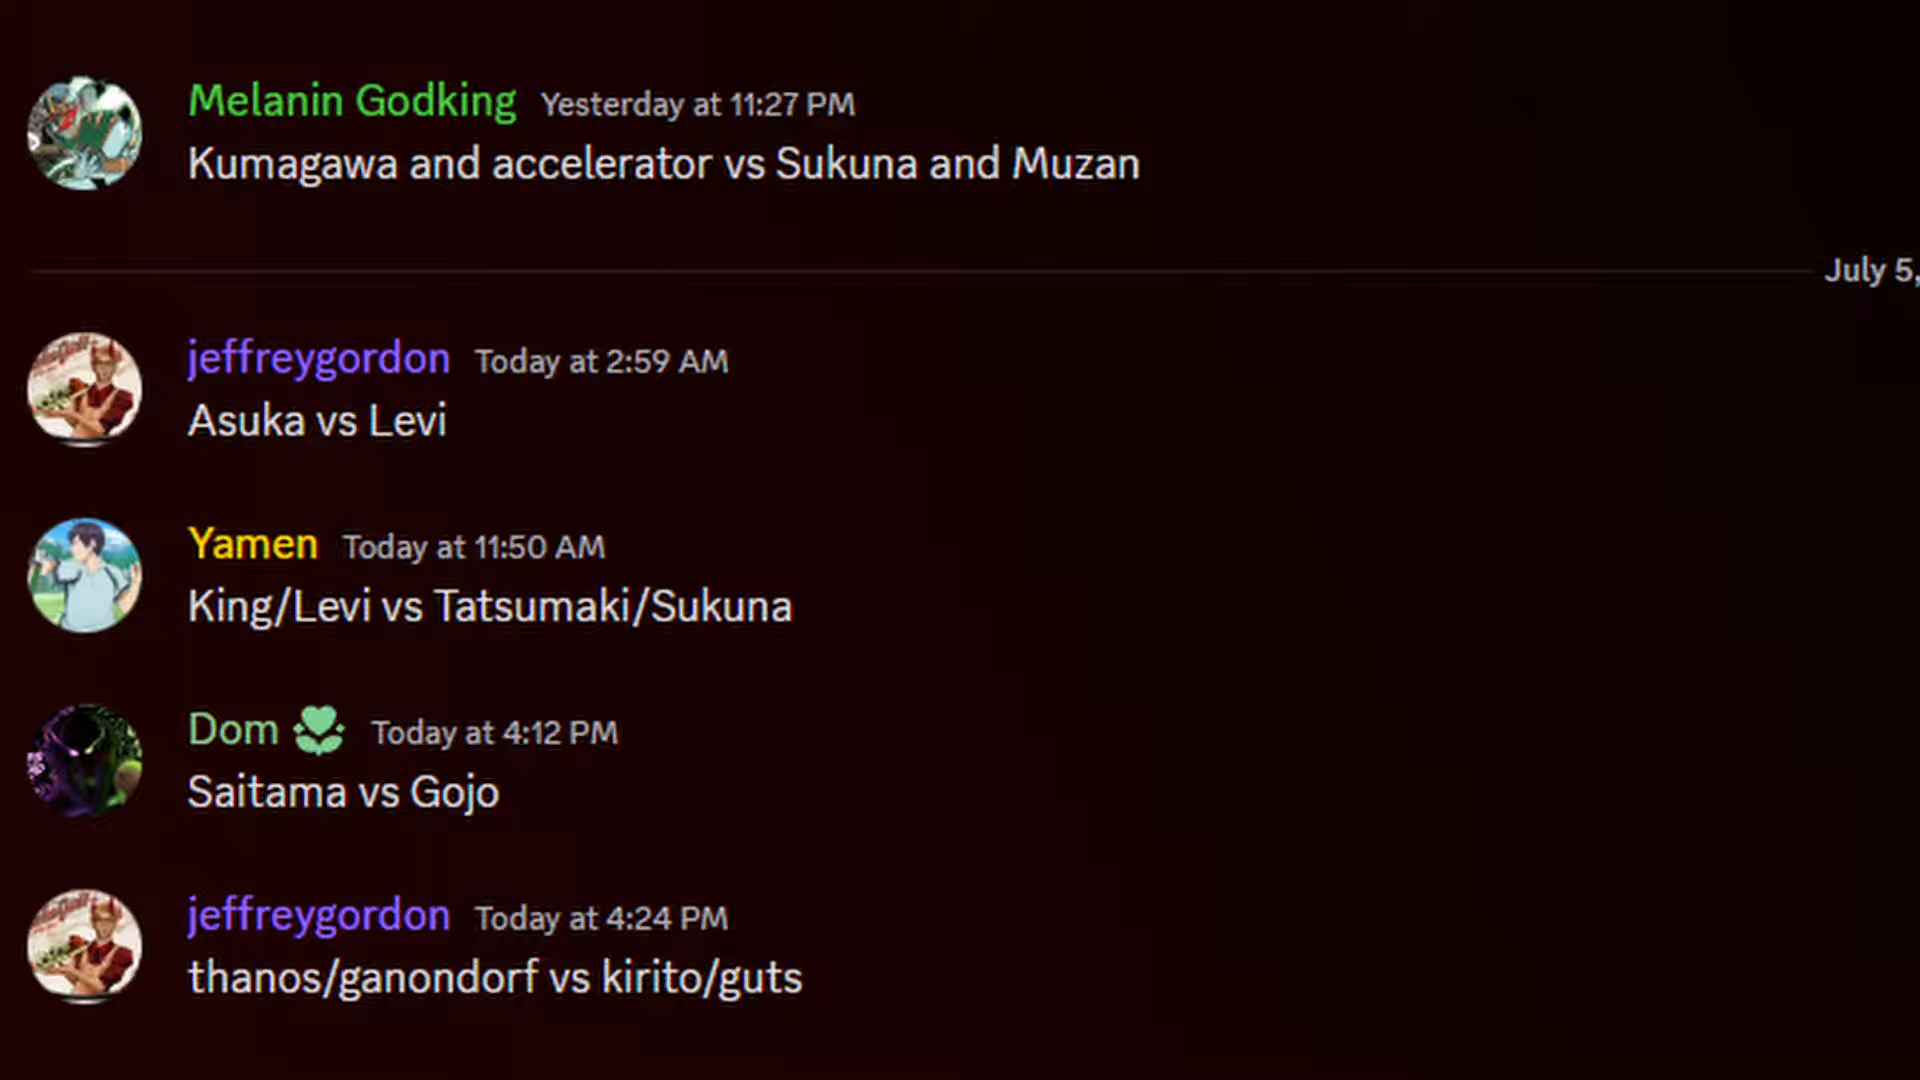 Melanin Godking Yesterday at 11:27 PM
Kumagawa and accelerator vs Sukuna and Muzan
July 5,
jeffreygordon Today at 2:59 AM
Asuka vs Levi
Yamen Today at 11:50 AM
King/Levi vs Tatsumaki/Sukuna
Dom Today at 4:12 PM
Saitama vs Gojo
jeffreygordon Today at 4:24 PM
thanos/ganondorf vs kirito/guts